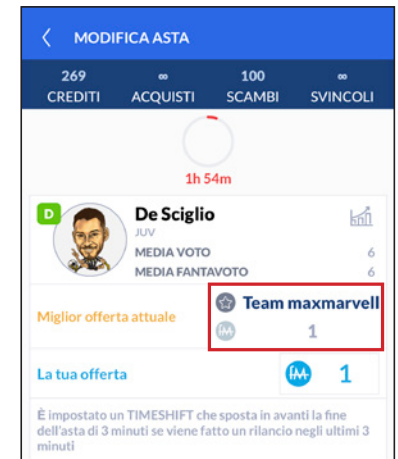 MODIFICA ASTA
269 ∞ 100 ∞
CREDITI ACQUISTI SCAMBI SVINCOLI
1h 54m
D
De Sciglio
JUV
MEDIA VOTO 6
MEDIA FANTAVOTO 6
Miglior offerta attuale
Team maxmarvell
1
La tua offerta 1
È impostato un TIMESHIFT che sposta in avanti la fine
dell'asta di 3 minuti se viene fatto un rilancio negli ultimi 3
minuti